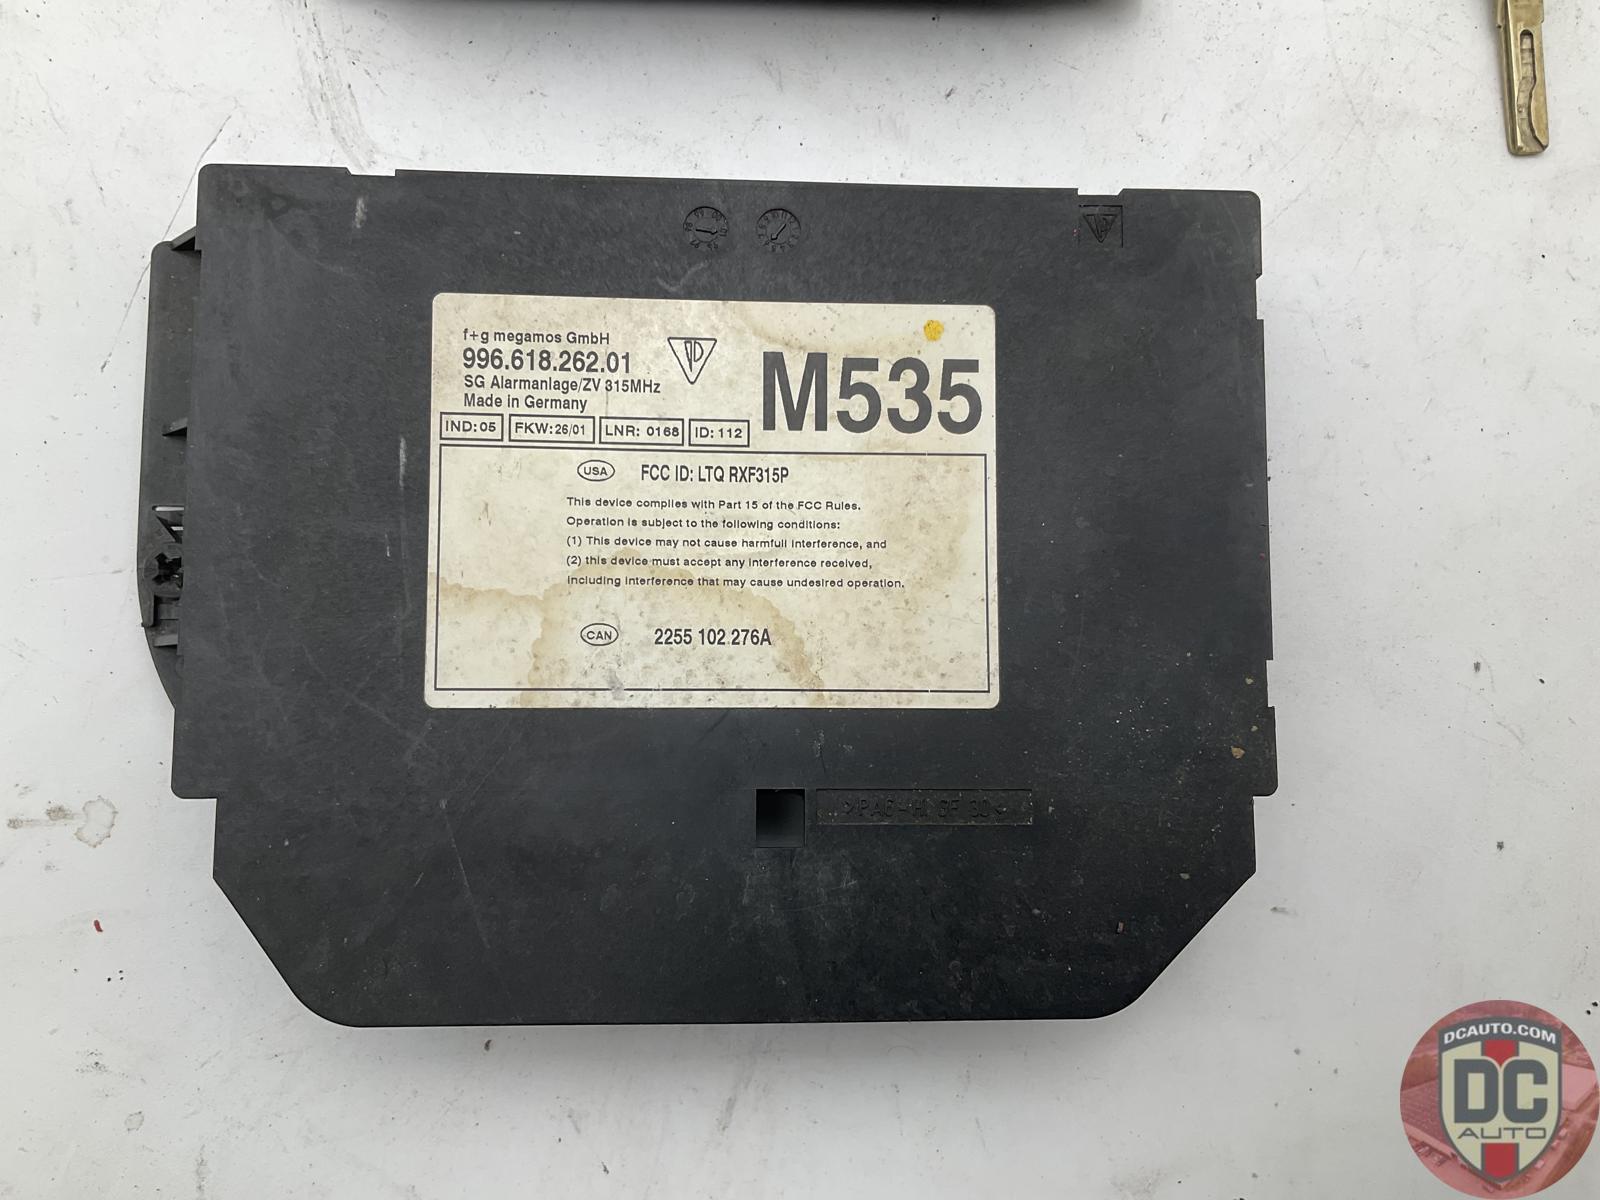 f+g megamos GmbH
996.618.262.01
SG Alarmanlage/ZV 315MHz
Made in Germany
M535
IND: 05
FKW: 26/01
LNR: 0168
ID: 112
USA FCC ID: LTQ RXF315P
This device complies with Part 15 of the FCC Rules.
Operation is subject to the following conditions:
(1) This device may not cause harmfull interference, and
(2) this device must accept any interference received,
including interference that may cause undesired operation.
CAN 2255 102 276A
DCAUTO.COM
DC
AUTO